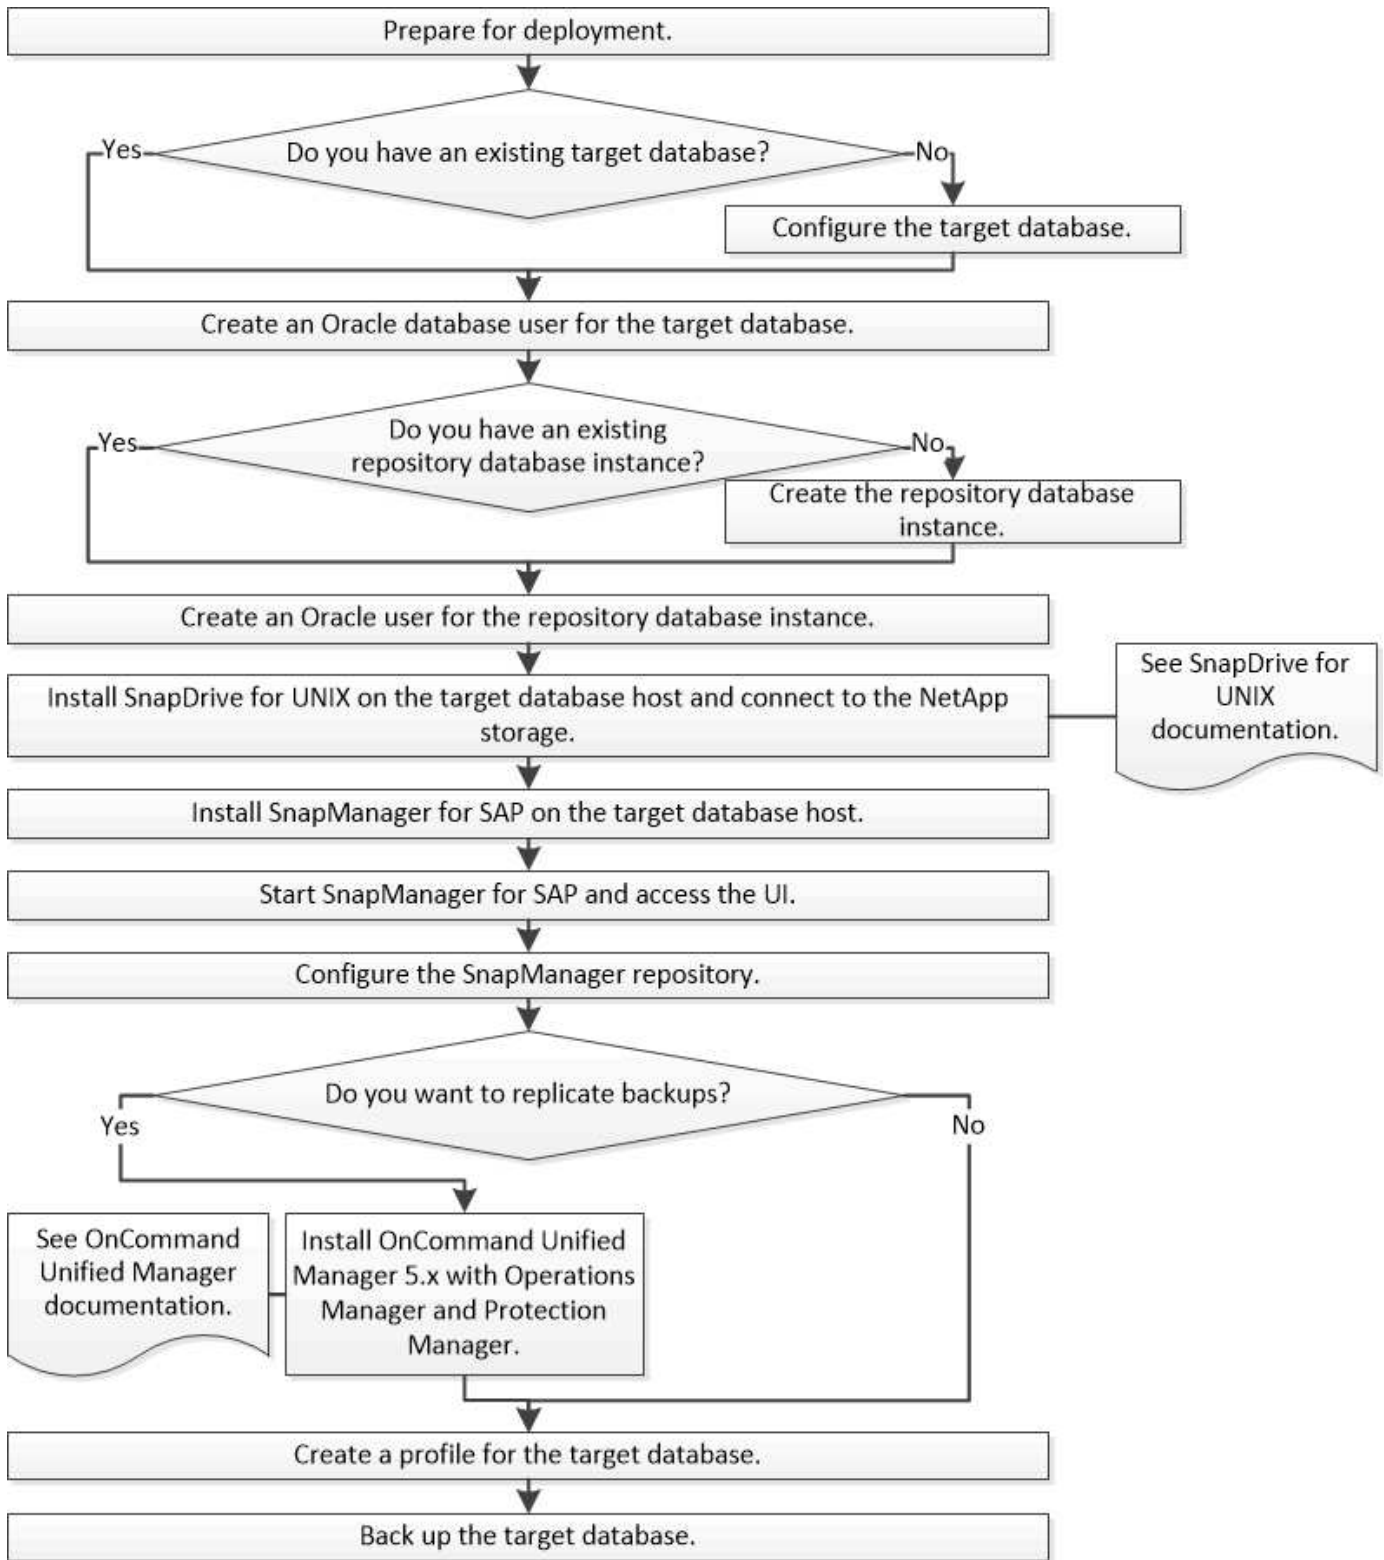 Prepare for deployment.
Do you have an existing target database?
Yes
No
Configure the target database.
Create an Oracle database user for the target database.
Do you have an existing
repository database instance?
Yes
No
Create the repository database
instance.
Create an Oracle user for the repository database instance.
Install SnapDrive for UNIX on the target database host and connect to the NetApp
storage.
See SnapDrive for
UNIX
documentation.
Install SnapManager for SAP on the target database host.
Start SnapManager for SAP and access the UI.
Configure the SnapManager repository.
Do you want to replicate backups?
Yes
No
See OnCommand
Unified Manager
documentation.
Install OnCommand Unified
Manager 5.x with Operations
Manager and Protection
Manager.
Create a profile for the target database.
Back up the target database.